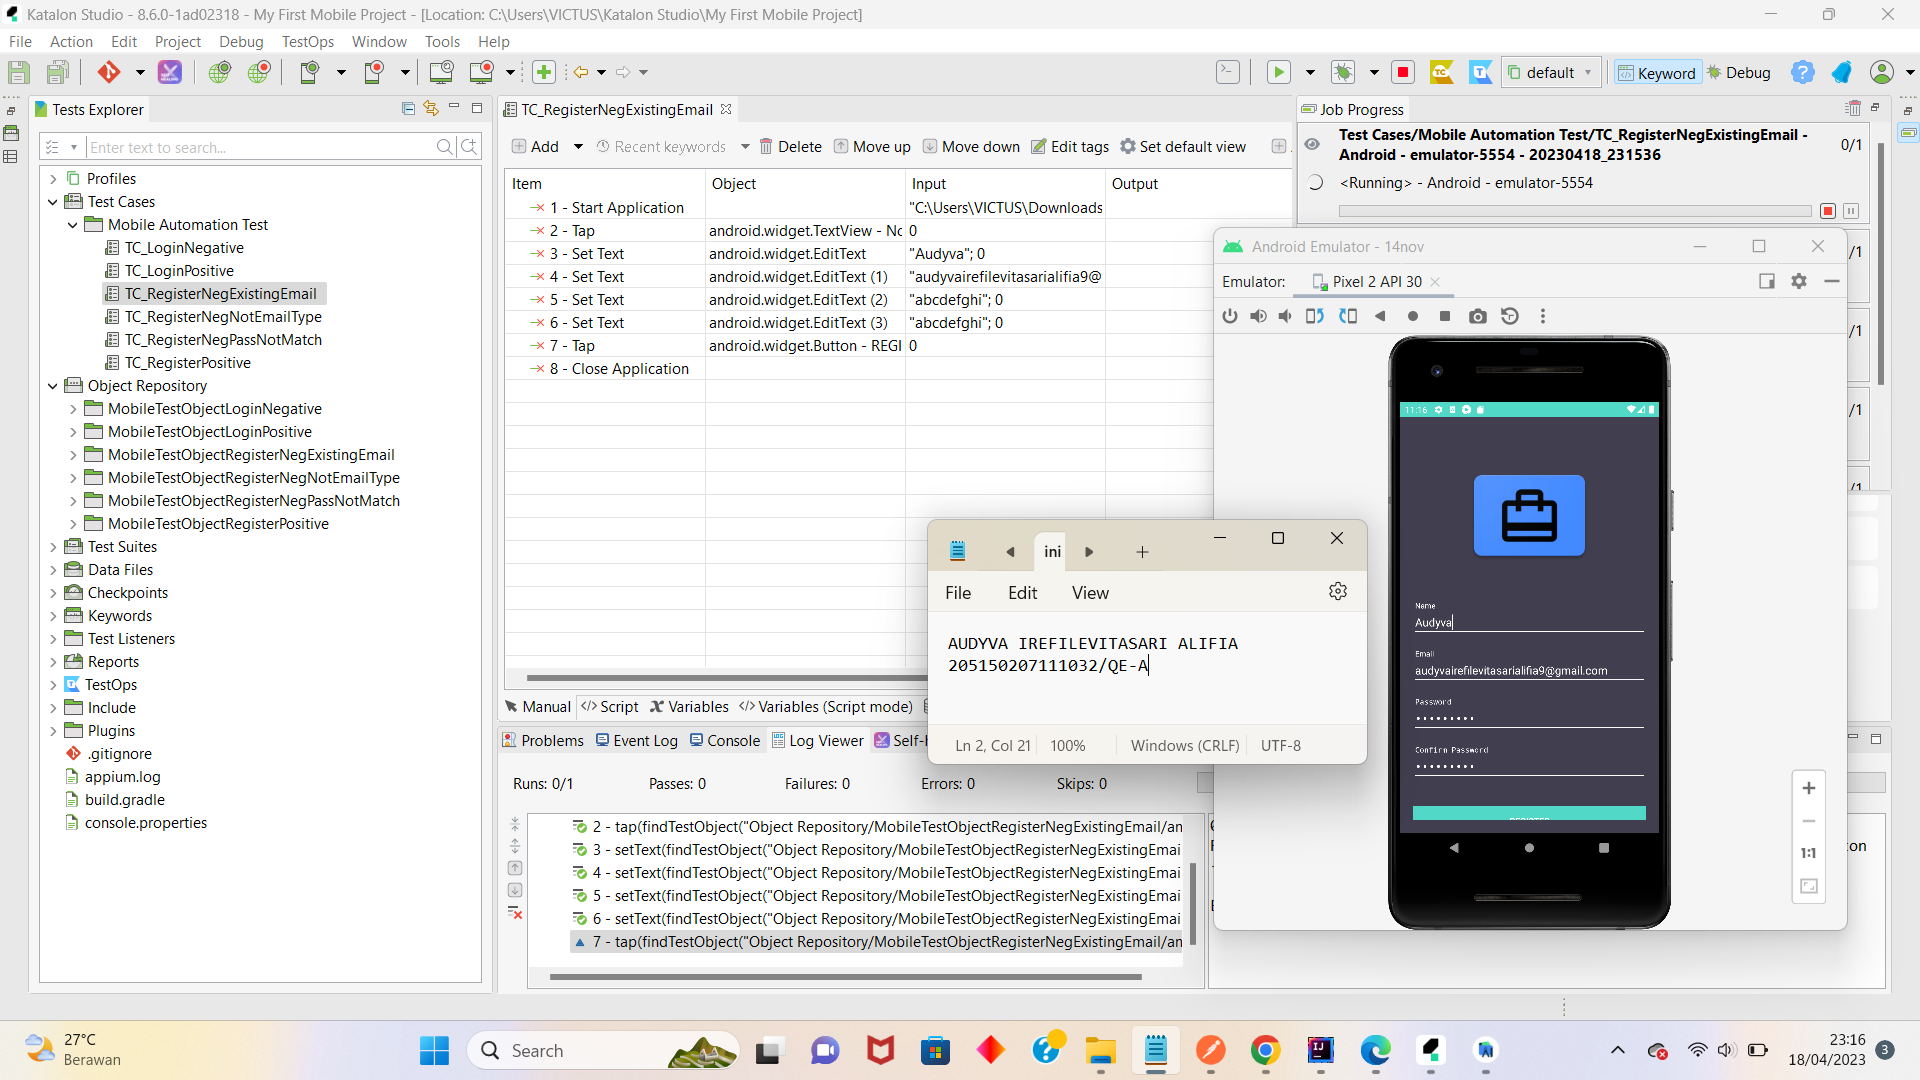 Katalon Studio - 8.6.0-1ad02318 - My First Mobile Project - [Location: C:\Users\VICTUS\Katalon Studio\My First Mobile Project]
File Action Edit Project Debug TestOps Window Tools Help
default Keyword Debug
Tests Explorer
Enter text to search...
Profiles
Test Cases
Mobile Automation Test
TC_LoginNegative
TC_LoginPositive
TC_RegisterNegExistingEmail
TC_RegisterNegNotEmailType
TC_RegisterNegPassNotMatch
TC_RegisterPositive
Object Repository
MobileTestObjectLoginNegative
MobileTestObjectLoginPositive
MobileTestObjectRegisterNegExistingEmail
MobileTestObjectRegisterNegNotEmailType
MobileTestObjectRegisterNegPassNotMatch
MobileTestObjectRegisterPositive
Test Suites
Data Files
Checkpoints
Keywords
Test Listeners
Reports
TestOps
Include
Plugins
.gitignore
appium.log
build.gradle
console.properties
TC_RegisterNegExistingEmail
Add Recent keywords Delete Move up Move down Edit tags Set default view
Item Object Input Output
1 - Start Application "C:\Users\VICTUS\Downloads
2 - Tap android.widget.TextView - Nc 0
3 - Set Text android.widget.EditText "Audyva"; 0
4 - Set Text android.widget.EditText (1) "audyvairefilevitasarialifia9@
5 - Set Text android.widget.EditText (2) "abcdefghi"; 0
6 - Set Text android.widget.EditText (3) "abcdefghi"; 0
7 - Tap android.widget.Button - REGI 0
8 - Close Application
Manual Script Variables Variables (Script mode)
Problems Event Log Console Log Viewer Self-
Runs: 0/1 Passes: 0 Failures: 0 Errors: 0 Skips: 0
2 - tap(findTestObject("Object Repository/MobileTestObjectRegisterNegExistingEmail/an
3 - setText(findTestObject("Object Repository/MobileTestObjectRegisterNegExistingEmai
4 - setText(findTestObject("Object Repository/MobileTestObjectRegisterNegExistingEmai
5 - setText(findTestObject("Object Repository/MobileTestObjectRegisterNegExistingEmai
6 - setText(findTestObject("Object Repository/MobileTestObjectRegisterNegExistingEmai
7 - tap(findTestObject("Object Repository/MobileTestObjectRegisterNegExistingEmail/an
Job Progress
Test Cases/Mobile Automation Test/TC_RegisterNegExistingEmail -
Android - emulator-5554 - 20230418_231536
0/1
<Running> - Android - emulator-5554
/1
/1
/1
Android Emulator - 14nov
Emulator: Pixel 2 API 30
11:16
Name
Audyva
Email
audyvairefilevitasarialifia9@gmail.com
Password
Confirm Password
1:1
ini
File Edit View
AUDYVA IREFILEVITASARI ALIFIA
205150207111032/QE-A
Ln 2, Col 21 100% Windows (CRLF) UTF-8
27°C
Berawan
Search
23:16
18/04/2023
3